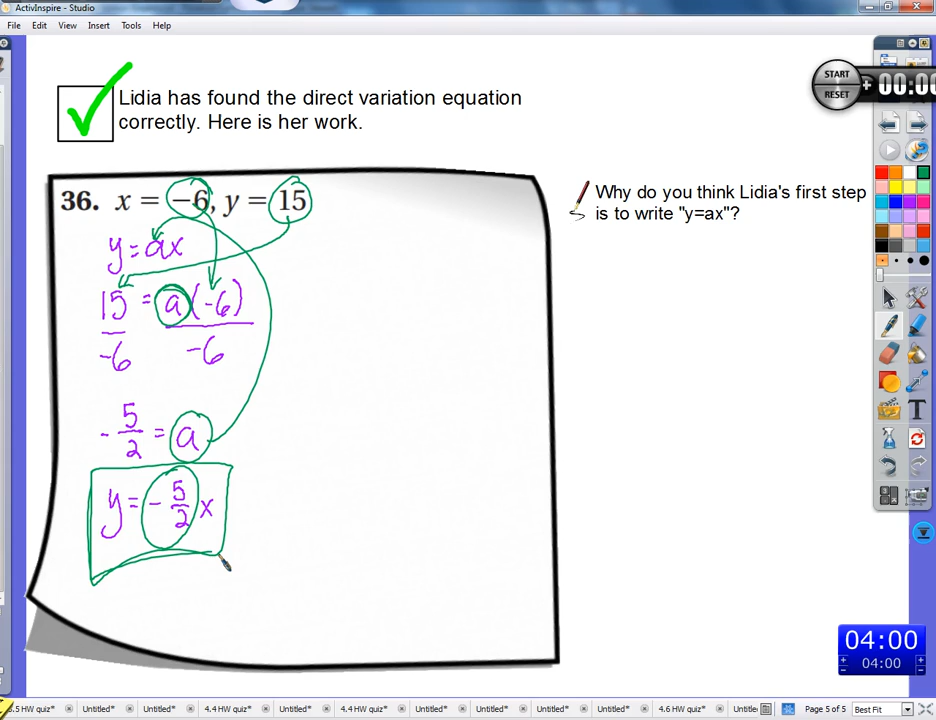 ActivInspire - Studio
File Edit View Insert Tools Help
START
RESET
+ 00:0
Lidia has found the direct variation equation
correctly. Here is her work.
36. x = −6, y = 15
y=ax
15 = a(-6)
-6 -6
- 5/2 = a
y = - 5/2 x
Why do you think Lidia's first step
is to write "y=ax"?
T
04:00
04:00
.5 HW quiz* Untitled* Untitled* 4.4 HW quiz* Untitled* Untitled* 4.4 HW quiz* Untitled* Untitled* Untitled* Untitled* 4.6 HW quiz* Untitle Page 5 of 5 Best Fit